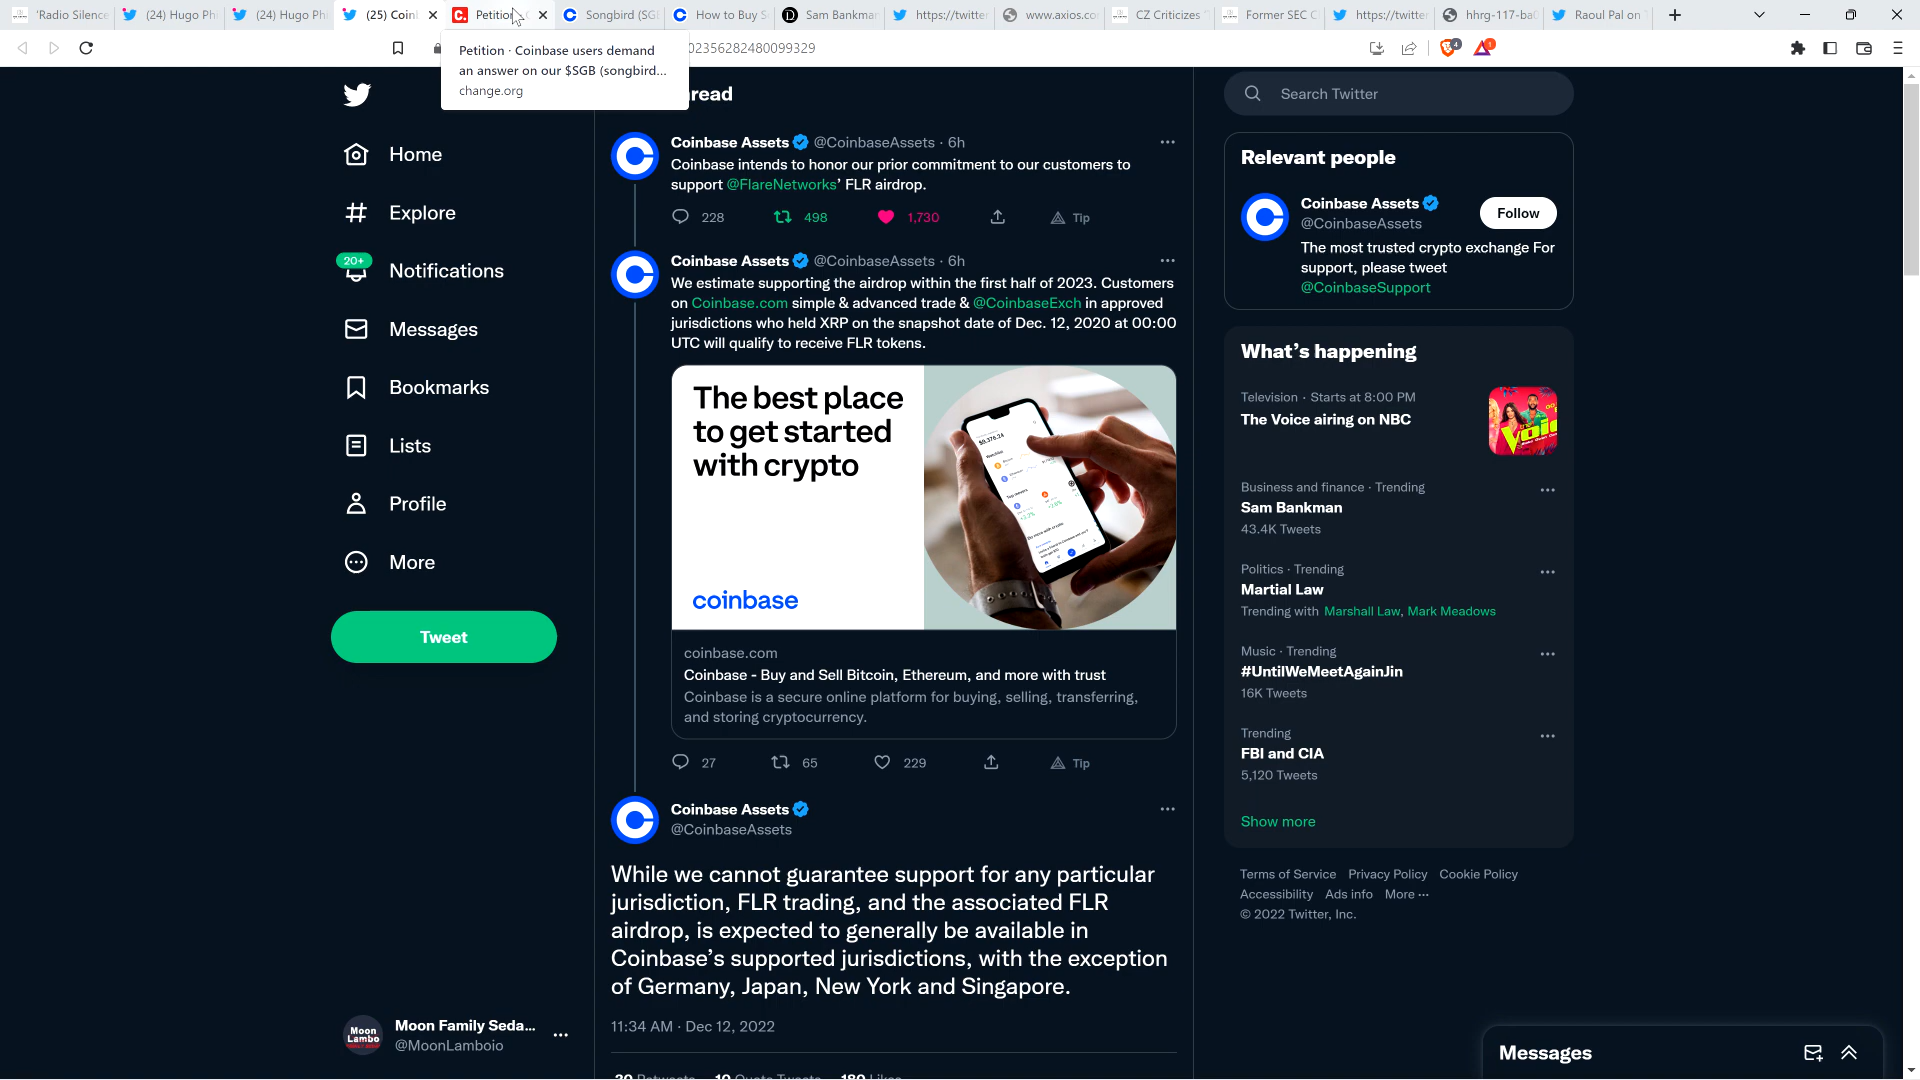 'Radio Silence
(24) Hugo Phi
(24) Hugo Phi
(25) Coinl
Petition
Songbird (SGI
How to Buy S
Sam Bankman
https://twitter
www.axios.co
CZ Criticizes "
Former SEC C
https://twitter
hhrg-117-ba0
Raoul Pal on T
02356282480099329
4
1
Petition · Coinbase users demand
an answer on our $SGB (songbird...
change.org
Home
Explore
20+
Notifications
Messages
Bookmarks
Lists
Profile
More
Tweet
Moon
Lambo
Moon Family Seda...
@MoonLamboio
read
Coinbase Assets @CoinbaseAssets · 6h
Coinbase intends to honor our prior commitment to our customers to
support @FlareNetworks' FLR airdrop.
228 498 1,730 Tip
Coinbase Assets @CoinbaseAssets · 6h
We estimate supporting the airdrop within the first half of 2023. Customers
on Coinbase.com simple & advanced trade & @CoinbaseExch in approved
jurisdictions who held XRP on the snapshot date of Dec. 12, 2020 at 00:00
UTC will qualify to receive FLR tokens.
The best place
to get started
with crypto
coinbase
coinbase.com
Coinbase - Buy and Sell Bitcoin, Ethereum, and more with trust
Coinbase is a secure online platform for buying, selling, transferring,
and storing cryptocurrency.
27 65 229 Tip
Coinbase Assets
@CoinbaseAssets
While we cannot guarantee support for any particular
jurisdiction, FLR trading, and the associated FLR
airdrop, is expected to generally be available in
Coinbase's supported jurisdictions, with the exception
of Germany, Japan, New York and Singapore.
11:34 AM · Dec 12, 2022
20 Retweets 10 Quote Tweets 180 Likes
Search Twitter
Relevant people
Coinbase Assets
@CoinbaseAssets
Follow
The most trusted crypto exchange For
support, please tweet
@CoinbaseSupport
What's happening
Television · Starts at 8:00 PM
The Voice airing on NBC
Business and finance · Trending
Sam Bankman
43.4K Tweets
Politics · Trending
Martial Law
Trending with Marshall Law, Mark Meadows
Music · Trending
#UntilWeMeetAgainJin
16K Tweets
Trending
FBI and CIA
5,120 Tweets
Show more
Terms of Service Privacy Policy Cookie Policy
Accessibility Ads info More ···
© 2022 Twitter, Inc.
Messages